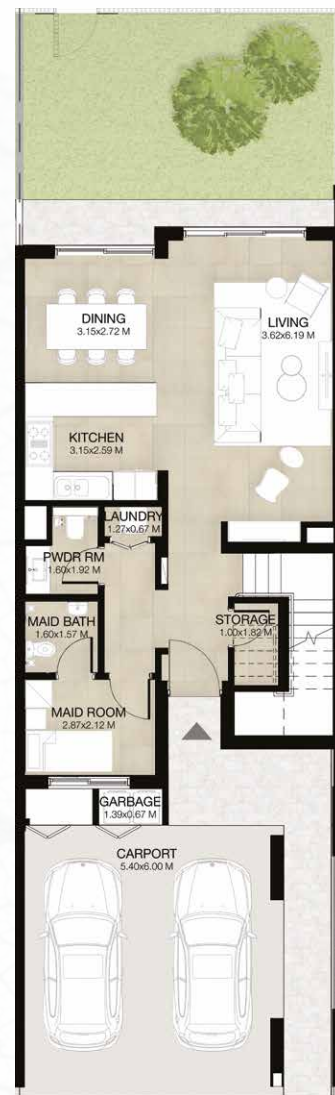 DINING
3.15x2.72 M
LIVING
3.62x6.19 M
KITCHEN
3.15x2.59 M
LAUNDRY
1.27x0.67 M
PWDR RM
1.60x1.92 M
MAID BATH
1.60x1.57 M
STORAGE
1.00x1.82 M
MAID ROOM
2.87x2.12 M
GARBAGE
1.39x0.67 M
CARPORT
5.40x6.00 M